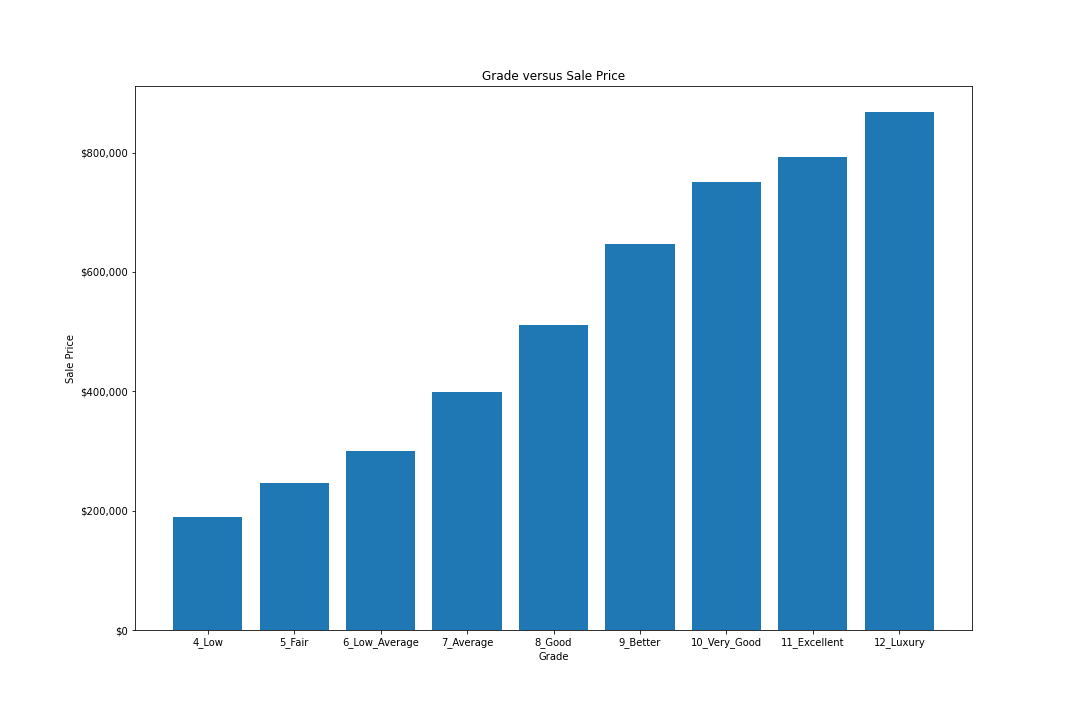 Grade versus Sale Price
$800,000
$600,000
$400,000
$200,000
$0
Sale Price
4_Low 5_Fair 6_Low_Average 7_Average 8_Good 9_Better 10_Very_Good 11_Excellent 12_Luxury
Grade